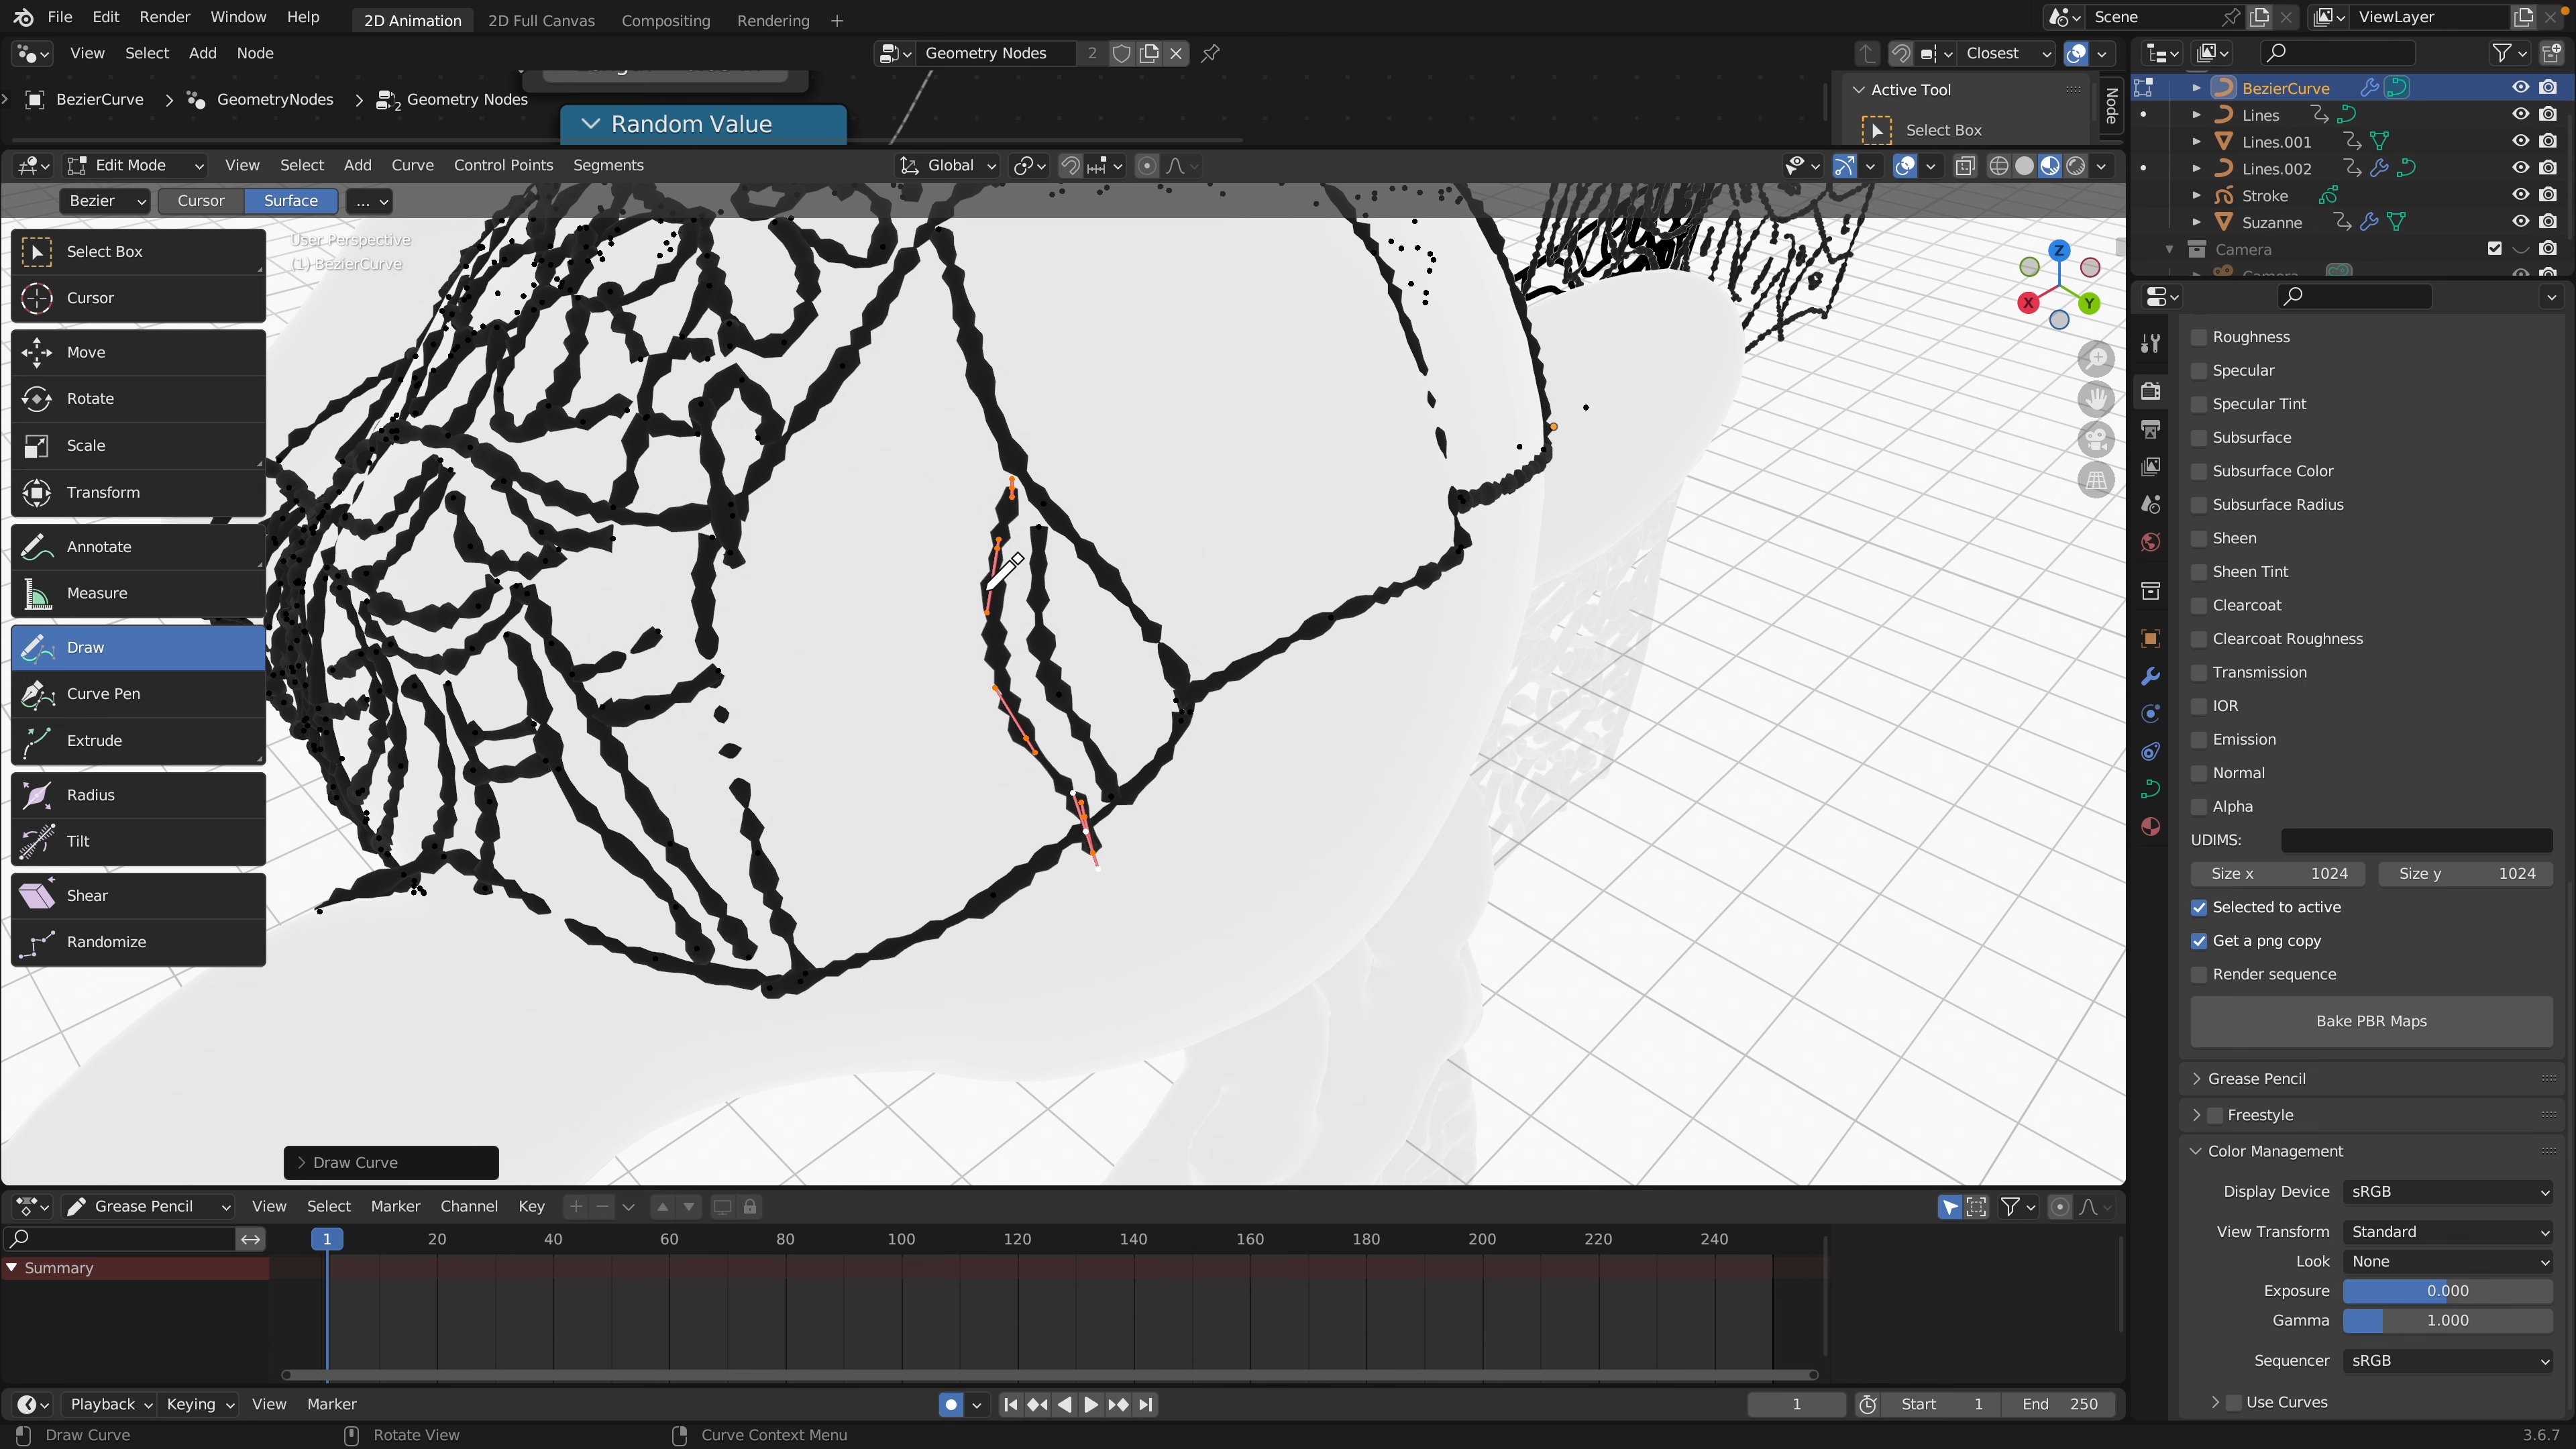 File Edit Render Window Help 2D Animation 2D Full Canvas Compositing Rendering + Scene ViewLayer
View Select Add Node Geometry Nodes 2 Closest
BezierCurve > GeometryNodes > 2 Geometry Nodes
Random Value
Active Tool
Select Box
Node
BezierCurve
Lines
Lines.001
Lines.002
Stroke
Suzanne
Camera
Camera
Edit Mode View Select Add Curve Control Points Segments Global
Bezier Cursor Surface ...
User Perspective
(1) BezierCurve
Z
X
Y
Select Box
Cursor
Move
Rotate
Scale
Transform
Annotate
Measure
Draw
Curve Pen
Extrude
Radius
Tilt
Shear
Randomize
Draw Curve
Roughness
Specular
Specular Tint
Subsurface
Subsurface Color
Subsurface Radius
Sheen
Sheen Tint
Clearcoat
Clearcoat Roughness
Transmission
IOR
Emission
Normal
Alpha
UDIMS:
Size x 1024 Size y 1024
Selected to active
Get a png copy
Render sequence
Bake PBR Maps
Grease Pencil
Freestyle
Color Management
Display Device sRGB
View Transform Standard
Look None
Exposure 0.000
Gamma 1.000
Sequencer sRGB
Use Curves
Grease Pencil View Select Marker Channel Key
1 20 40 60 80 100 120 140 160 180 200 220 240
Summary
Playback Keying View Marker 1 Start 1 End 250
Draw Curve Rotate View Curve Context Menu 3.6.7